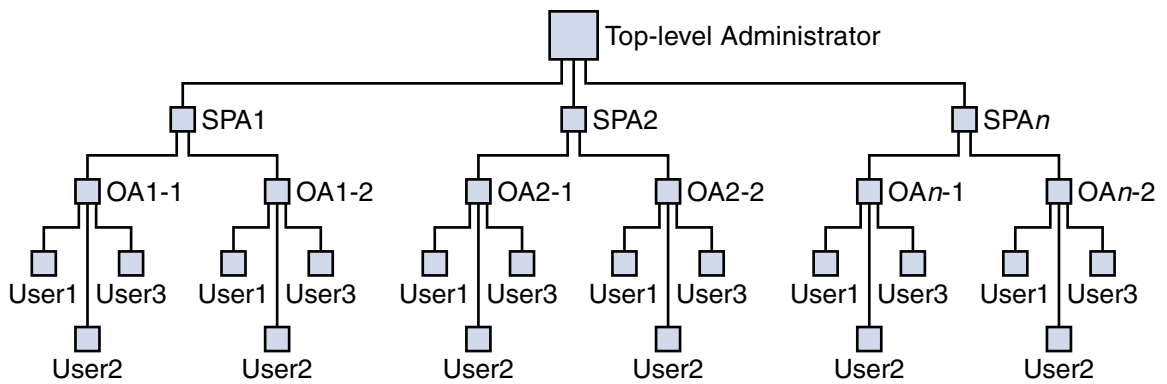 Top-level Administrator
SPA1 SPA2 SPAn
OA1-1 OA1-2 OA2-1 OA2-2 OAn-1 OAn-2
User1 User3 User1 User3 User1 User3 User1 User3 User1 User3 User1 User3
User2 User2 User2 User2 User2 User2